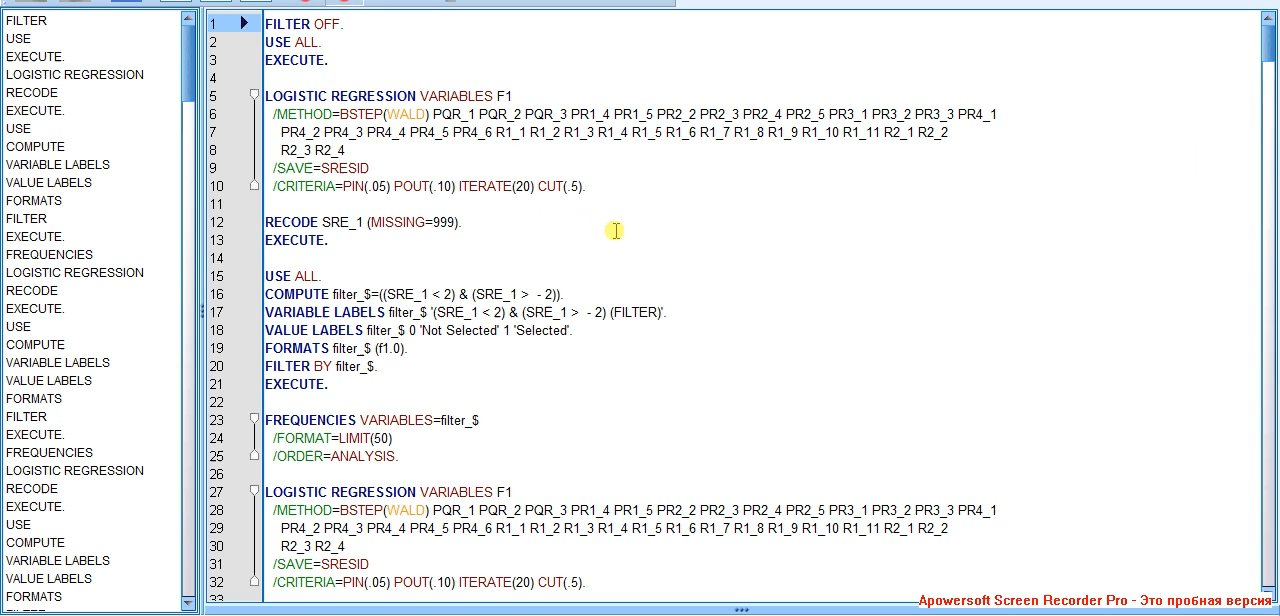 FILTER
USE
EXECUTE.
LOGISTIC REGRESSION
RECODE
EXECUTE.
USE
COMPUTE
VARIABLE LABELS
VALUE LABELS
FORMATS
FILTER
EXECUTE.
FREQUENCIES
LOGISTIC REGRESSION
RECODE
EXECUTE.
USE
COMPUTE
VARIABLE LABELS
VALUE LABELS
FORMATS
FILTER
EXECUTE.
FREQUENCIES
LOGISTIC REGRESSION
RECODE
EXECUTE.
USE
COMPUTE
VARIABLE LABELS
VALUE LABELS
FORMATS
1 FILTER OFF.
2 USE ALL.
3 EXECUTE.
4
5 LOGISTIC REGRESSION VARIABLES F1
6 /METHOD=BSTEP(WALD) PQR_1 PQR_2 PQR_3 PR1_4 PR1_5 PR2_2 PR2_3 PR2_4 PR2_5 PR3_1 PR3_2 PR3_3 PR4_1
7 PR4_2 PR4_3 PR4_4 PR4_5 PR4_6 R1_1 R1_2 R1_3 R1_4 R1_5 R1_6 R1_7 R1_8 R1_9 R1_10 R1_11 R2_1 R2_2
8 R2_3 R2_4
9 /SAVE=SRESID
10 /CRITERIA=PIN(.05) POUT(.10) ITERATE(20) CUT(.5).
11
12 RECODE SRE_1 (MISSING=999).
13 EXECUTE.
14
15 USE ALL.
16 COMPUTE filter_$=((SRE_1 < 2) & (SRE_1 >  - 2)).
17 VARIABLE LABELS filter_$ '(SRE_1 < 2) & (SRE_1 >  - 2) (FILTER)'.
18 VALUE LABELS filter_$ 0 'Not Selected' 1 'Selected'.
19 FORMATS filter_$ (f1.0).
20 FILTER BY filter_$.
21 EXECUTE.
22
23 FREQUENCIES VARIABLES=filter_$
24 /FORMAT=LIMIT(50)
25 /ORDER=ANALYSIS.
26
27 LOGISTIC REGRESSION VARIABLES F1
28 /METHOD=BSTEP(WALD) PQR_1 PQR_2 PQR_3 PR1_4 PR1_5 PR2_2 PR2_3 PR2_4 PR2_5 PR3_1 PR3_2 PR3_3 PR4_1
29 PR4_2 PR4_3 PR4_4 PR4_5 PR4_6 R1_1 R1_2 R1_3 R1_4 R1_5 R1_6 R1_7 R1_8 R1_9 R1_10 R1_11 R2_1 R2_2
30 R2_3 R2_4
31 /SAVE=SRESID
32 /CRITERIA=PIN(.05) POUT(.10) ITERATE(20) CUT(.5).
33
Apowersoft Screen Recorder Pro - Это пробная версия